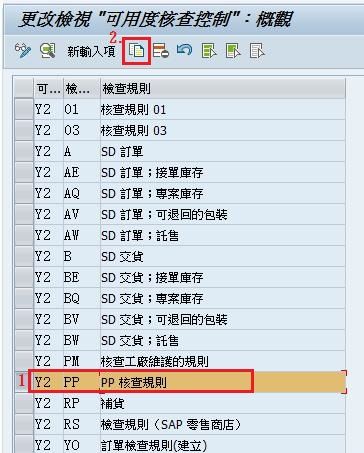 更改檢視 "可用度核查控制": 概觀
2.
新輸入項
可... 檢... 檢查規則
Y2 01 核查規則 01
Y2 03 核查規則 03
Y2 A SD 訂單
Y2 AE SD 訂單；接單庫存
Y2 AQ SD 訂單；專案庫存
Y2 AV SD 訂單；可退回的包裝
Y2 AW SD 訂單；託售
Y2 B SD 交貨
Y2 BE SD 交貨；接單庫存
Y2 BQ SD 交貨；專案庫存
Y2 BV SD 交貨；可退回的包裝
Y2 BW SD 交貨；託售
Y2 PM 核查工廠維護的規則
1 Y2 PP PP 核查規則
Y2 RP 補貨
Y2 RS 檢查規則（SAP 零售商店）
Y2 YO 訂單檢查規則(建立)